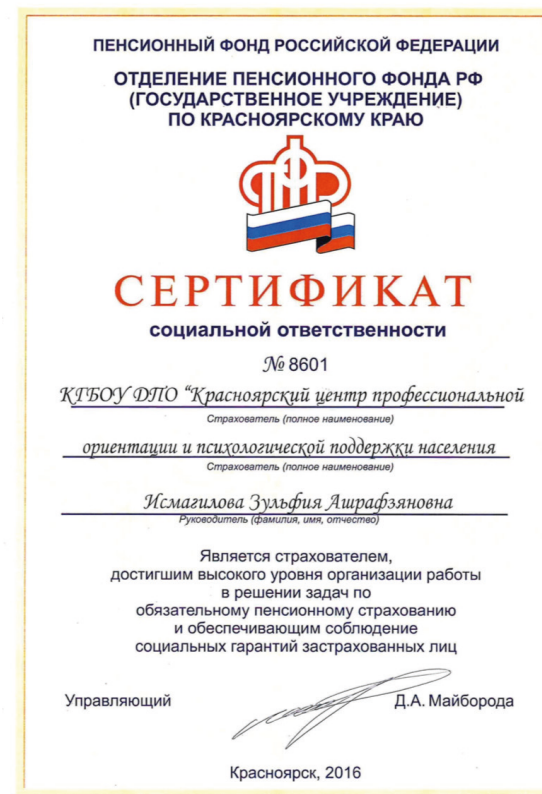 ПЕНСИОННЫЙ ФОНД РОССИЙСКОЙ ФЕДЕРАЦИИ
ОТДЕЛЕНИЕ ПЕНСИОННОГО ФОНДА РФ
(ГОСУДАРСТВЕННОЕ УЧРЕЖДЕНИЕ)
ПО КРАСНОЯРСКОМУ КРАЮ
СЕРТИФИКАТ
социальной ответственности
№ 8601
КГБОУ ДПО "Красноярский центр профессиональной
Страхователь (полное наименование)
ориентации и психологической поддержки населения
Страхователь (полное наименование)
Исмагилова Зульфия Ашрафзяновна
Руководитель (фамилия, имя, отчество)
Является страхователем,
достигшим высокого уровня организации работы
в решении задач по
обязательному пенсионному страхованию
и обеспечивающим соблюдение
социальных гарантий застрахованных лиц
Управляющий Д.А. Майборода
Красноярск, 2016